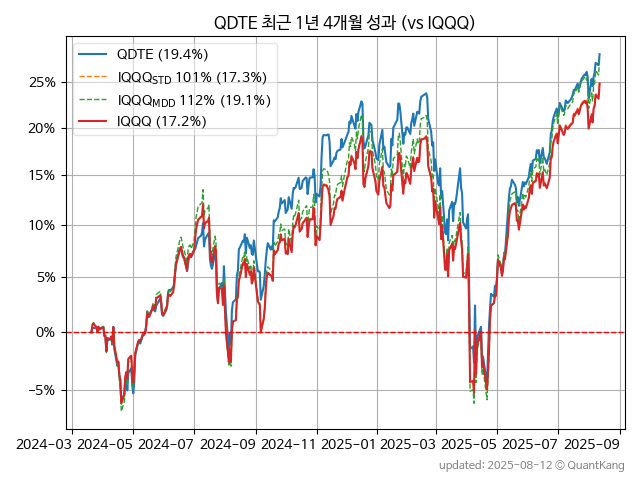 QDTE 최근 1년 4개월 성과 (vs IQQQ)
QDTE (19.4%)
IQQQSTD 101% (17.3%)
IQQQMDD 112% (19.1%)
IQQQ (17.2%)
25%
20%
15%
10%
5%
0%
−5%
2024-03 2024-05 2024-07 2024-09 2024-11 2025-01 2025-03 2025-05 2025-07 2025-09
updated: 2025-08-12 © QuantKang